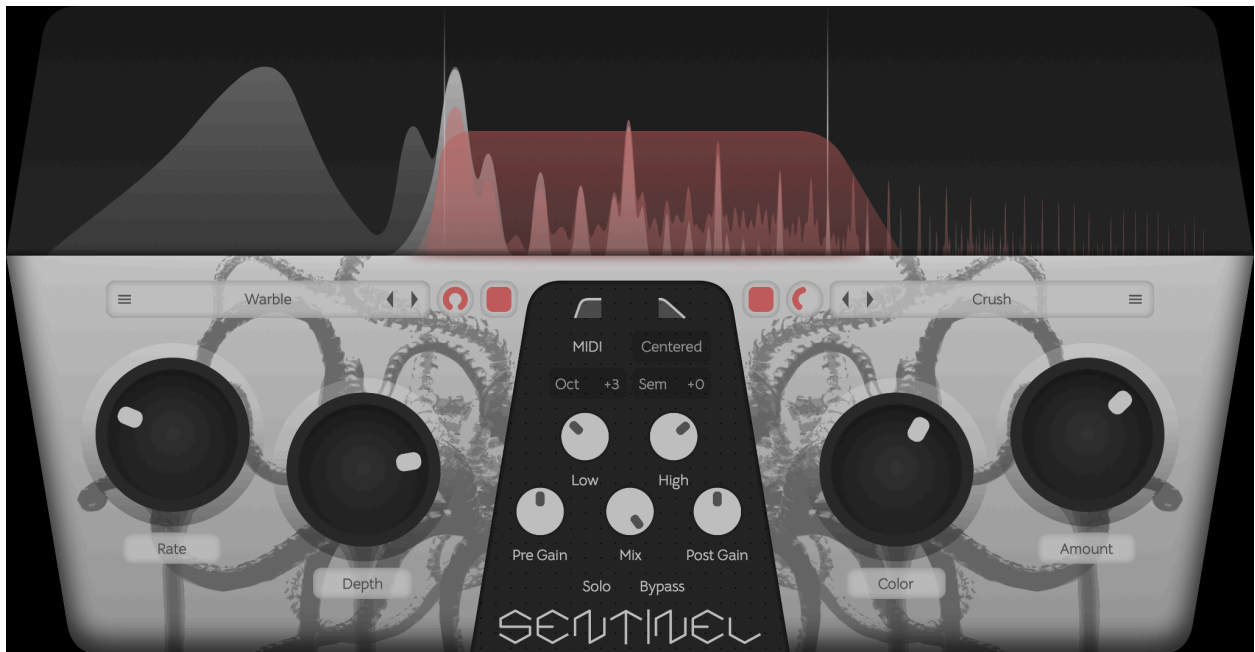 Warble
Crush
MIDI
Centered
Oct +3
Sem +0
Low
High
Pre Gain
Mix
Post Gain
Rate
Depth
Color
Amount
Solo
Bypass
SENTINEL